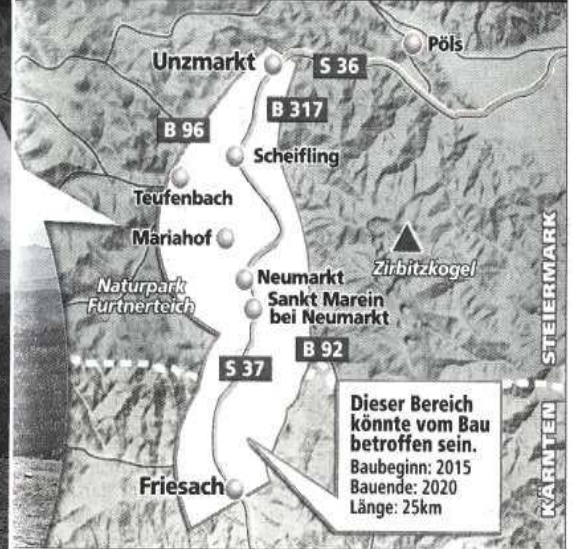 Pöls
Unzmarkt
S 36
B 317
B 96
Scheifling
Teufenbach
Mariahof
Zirbitzkogel
STEIERMARK
Naturpark
Furtnerteich
Neumarkt
Sankt Marein
bei Neumarkt
B 92
S 37
Dieser Bereich
könnte vom Bau
betroffen sein.
Baubeginn: 2015
Bauende: 2020
Länge: 25km
KÄRNTEN
Friesach